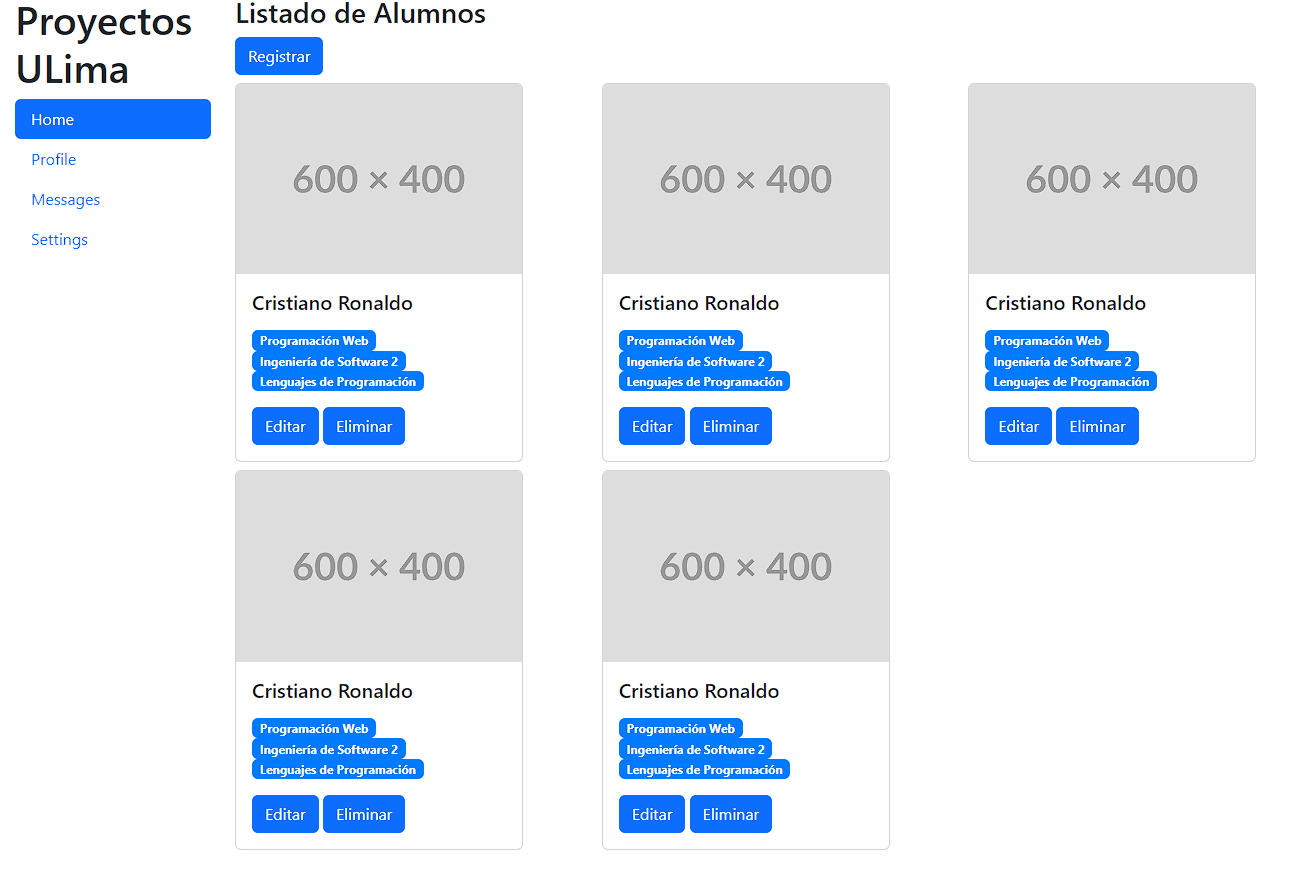 Proyectos
ULima
Home
Profile
Messages
Settings
Listado de Alumnos
Registrar
600 × 400
Cristiano Ronaldo
Programación Web
Ingeniería de Software 2
Lenguajes de Programación
Editar Eliminar
600 × 400
Cristiano Ronaldo
Programación Web
Ingeniería de Software 2
Lenguajes de Programación
Editar Eliminar
600 × 400
Cristiano Ronaldo
Programación Web
Ingeniería de Software 2
Lenguajes de Programación
Editar Eliminar
600 × 400
Cristiano Ronaldo
Programación Web
Ingeniería de Software 2
Lenguajes de Programación
Editar Eliminar
600 × 400
Cristiano Ronaldo
Programación Web
Ingeniería de Software 2
Lenguajes de Programación
Editar Eliminar